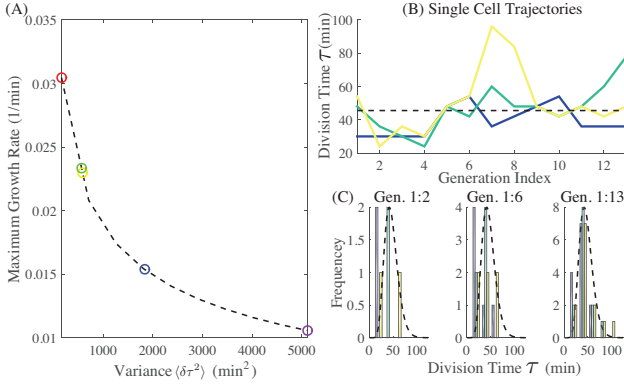 (A)
0.035
0.03
0.025
0.02
0.015
0.01
Maximum Growth Rate (1/min)
1000 2000 3000 4000 5000
Variance ⟨δτ²⟩ (min²)
(B) Single Cell Trajectories
100
80
60
40
20
Division Time τ (min)
2 4 6 8 10 12
Generation Index
(C) Gen. 1:2 Gen. 1:6 Gen. 1:13
Frequencey
2
1.5
1
0.5
0
4
3
2
1
0
8
6
4
2
0
0 50 100 0 50 100 0 50 100
Division Time τ (min)